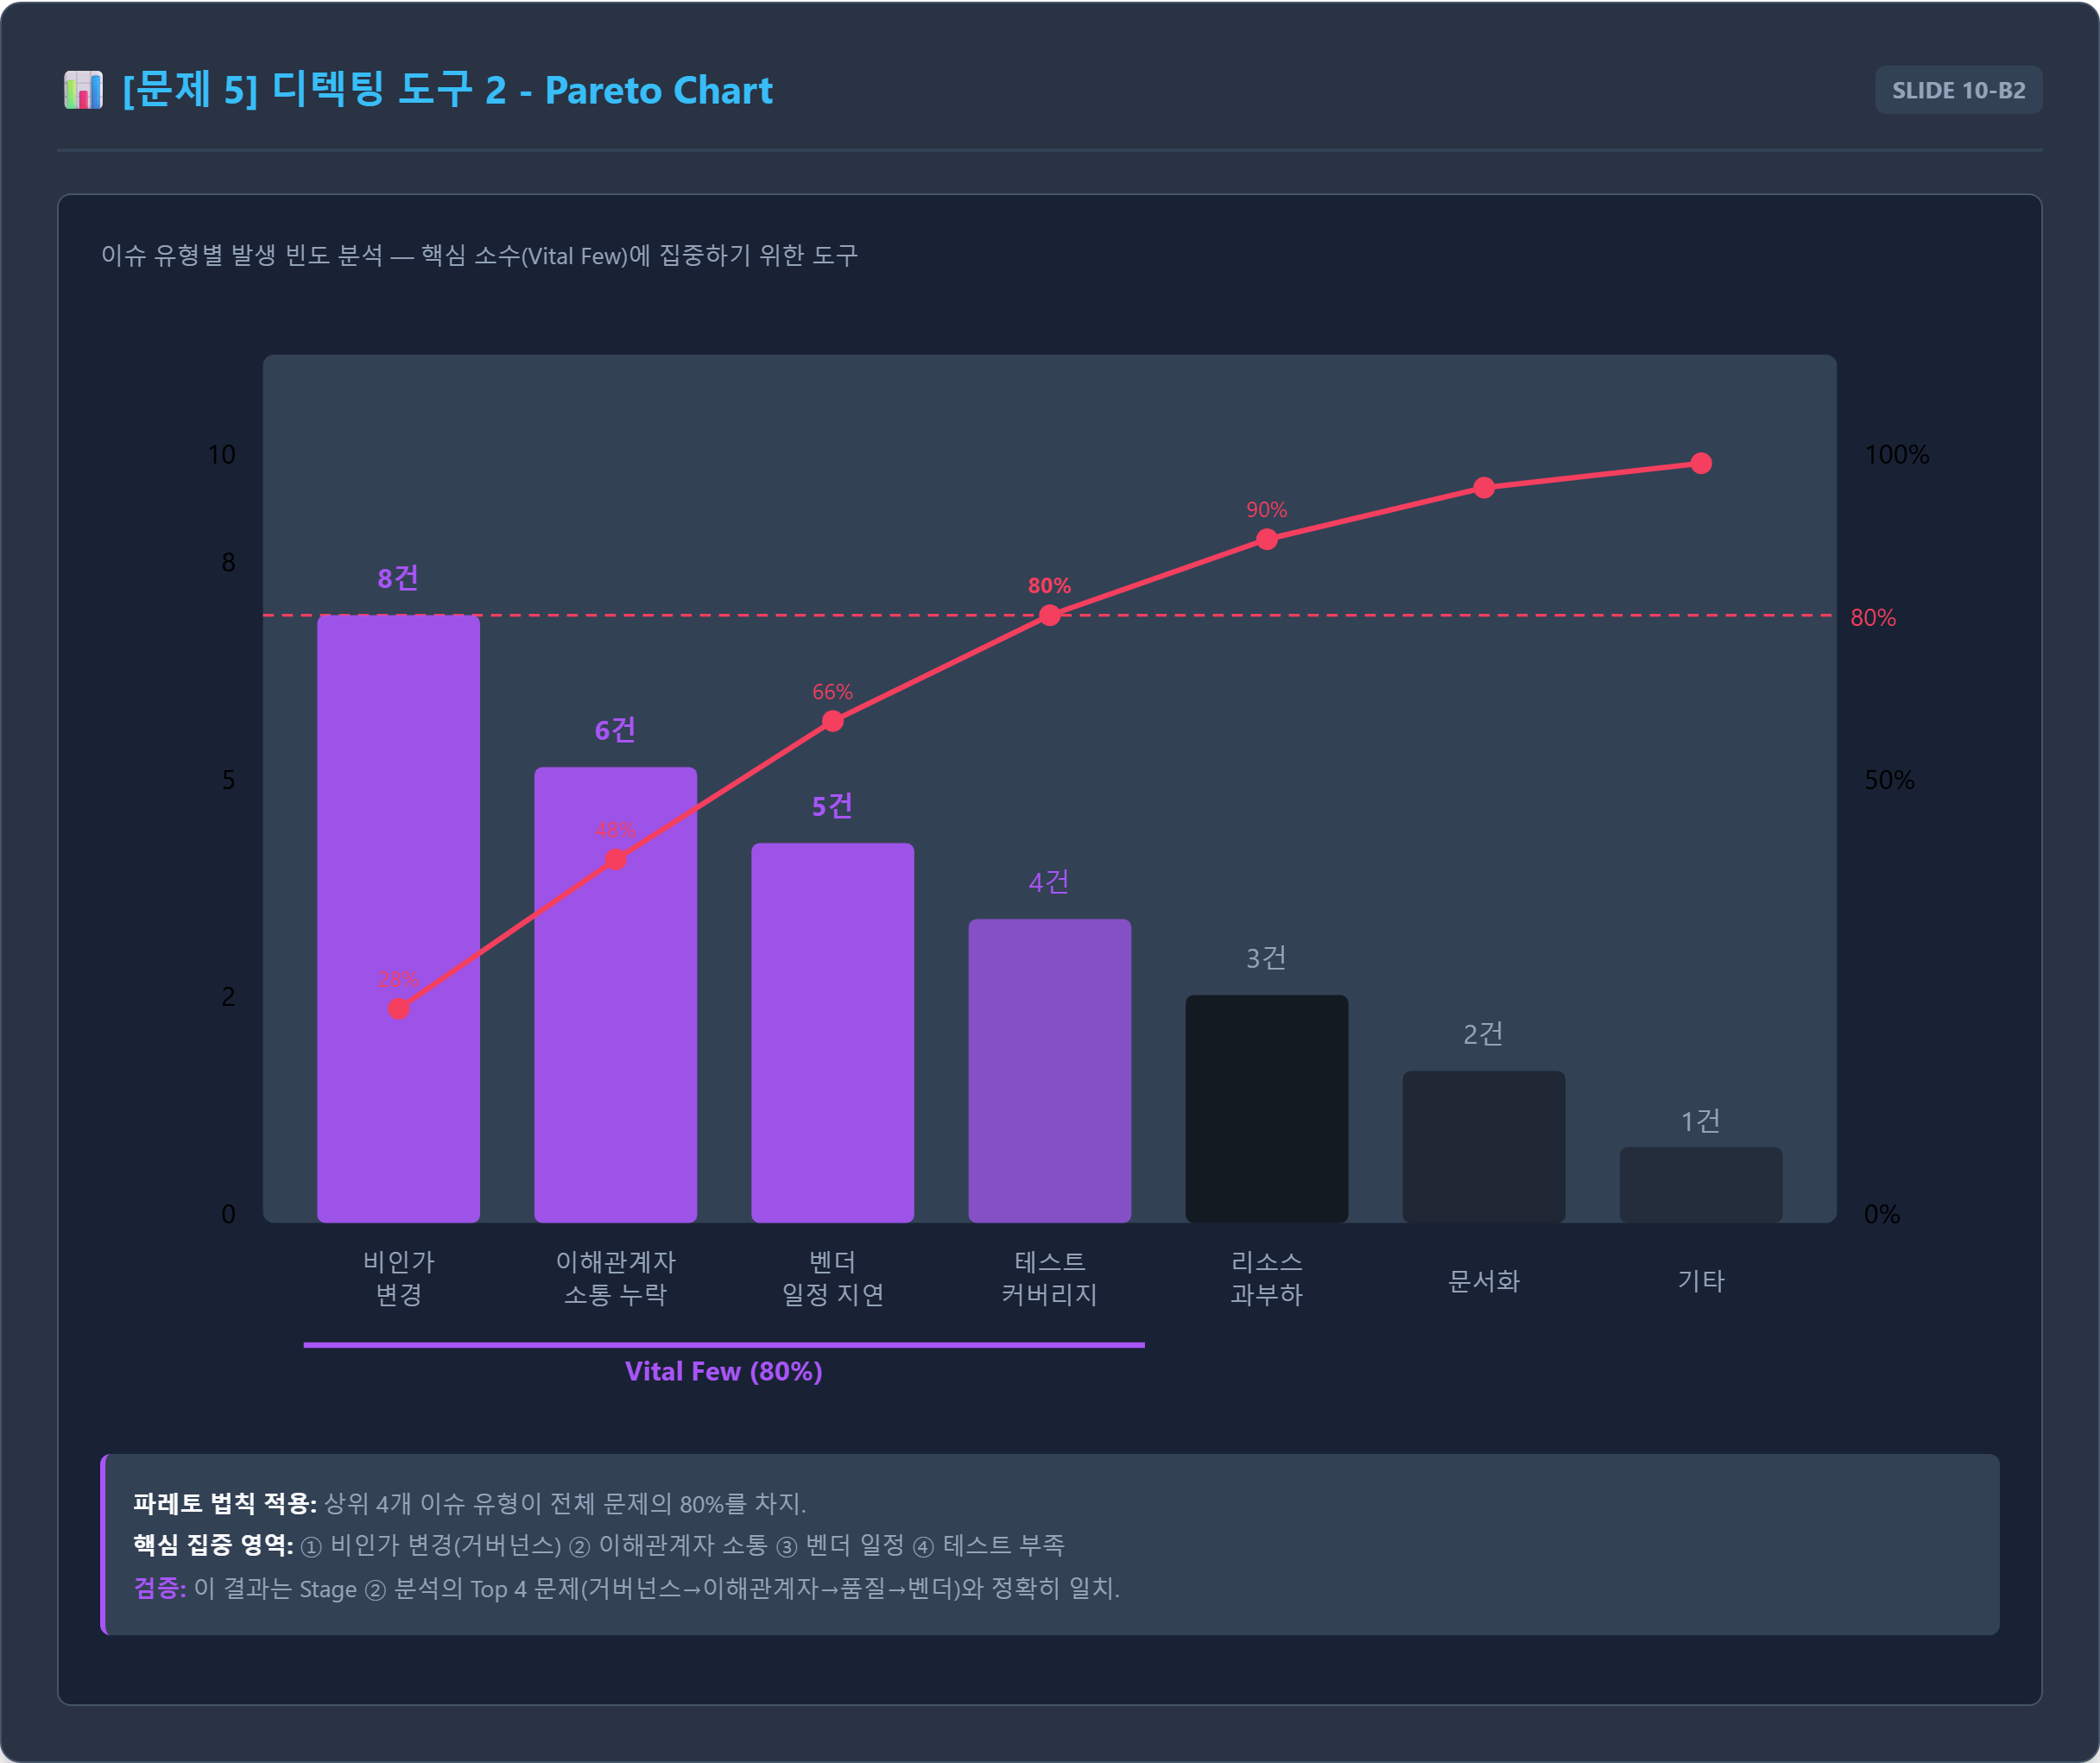 [문제 5] 디텍팅 도구 2 - Pareto Chart
SLIDE 10-B2
이슈 유형별 발생 빈도 분석 — 핵심 소수(Vital Few)에 집중하기 위한 도구
10
8
5
2
0
100%
80%
50%
0%
8건
6건
5건
4건
3건
2건
1건
28%
48%
66%
80%
90%
비인가
변경
이해관계자
소통 누락
벤더
일정 지연
테스트
커버리지
리소스
과부하
문서화
기타
Vital Few (80%)
파레토 법칙 적용: 상위 4개 이슈 유형이 전체 문제의 80%를 차지.
핵심 집중 영역: ① 비인가 변경(거버넌스) ② 이해관계자 소통 ③ 벤더 일정 ④ 테스트 부족
검증: 이 결과는 Stage ② 분석의 Top 4 문제(거버넌스→이해관계자→품질→벤더)와 정확히 일치.